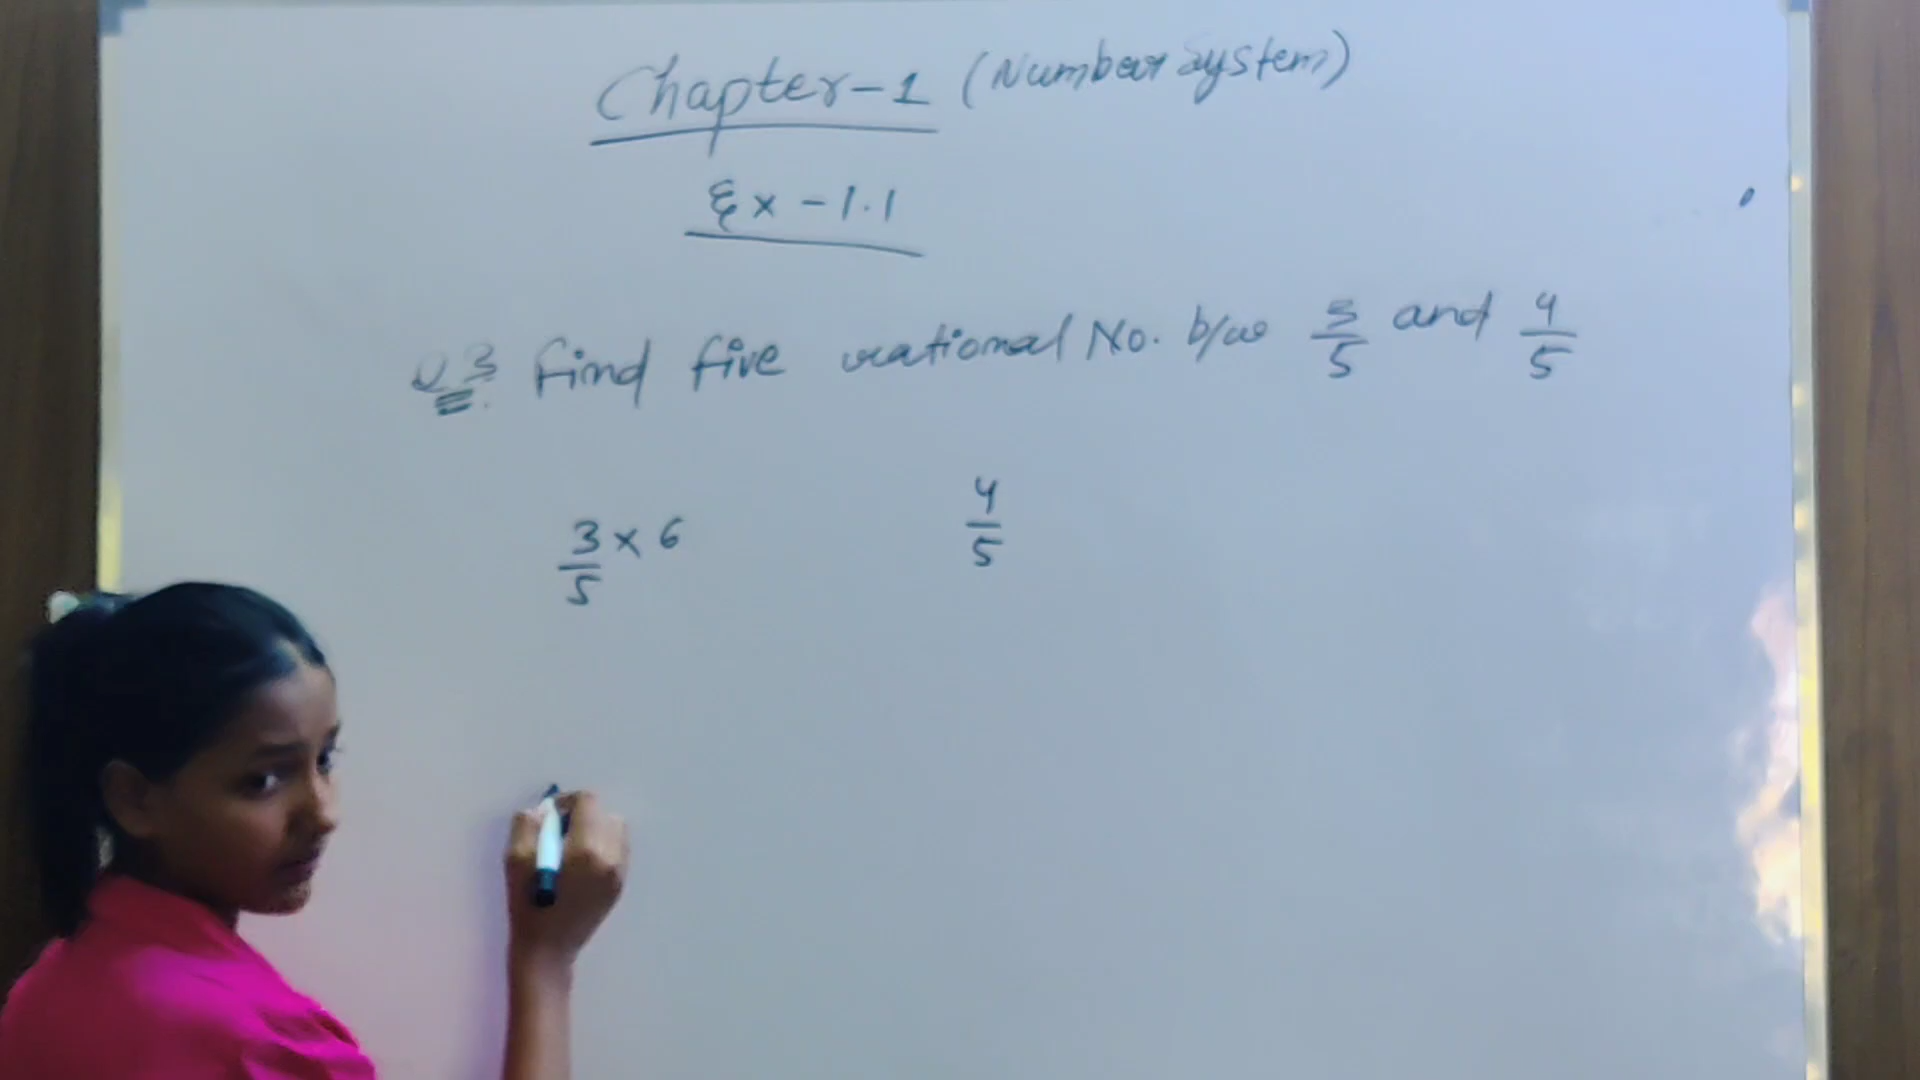 Chapter-1 (Number System)
Ex-1.1
Q3. Find five rational No. b/w 3/5 and 4/5
3/5 × 6    4/5